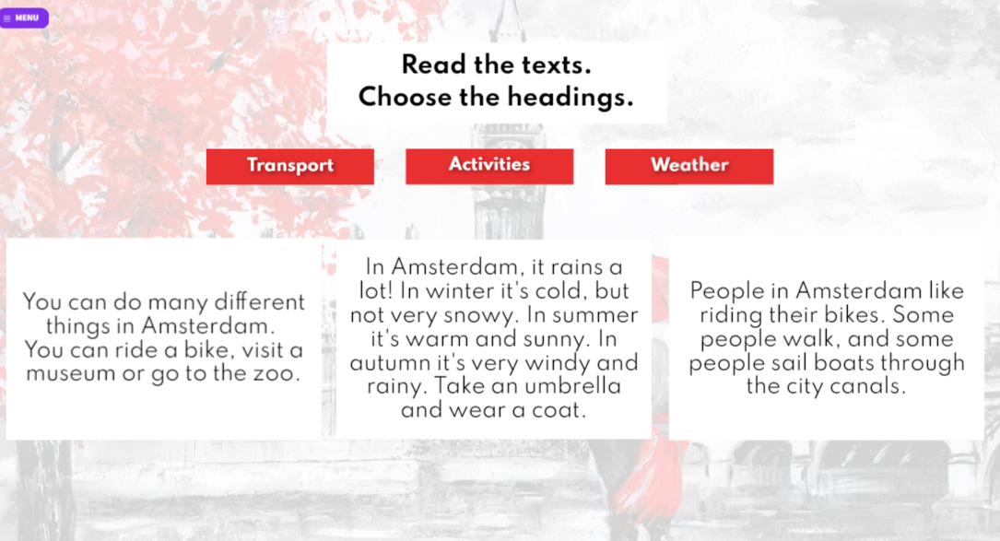 MENU
Read the texts.
Choose the headings.
Transport
Activities
Weather
You can do many different
things in Amsterdam.
You can ride a bike, visit a
museum or go to the zoo.
In Amsterdam, it rains a
lot! In winter it's cold, but
not very snowy. In summer
it's warm and sunny. In
autumn it's very windy and
rainy. Take an umbrella
and wear a coat.
People in Amsterdam like
riding their bikes. Some
people walk, and some
people sail boats through
the city canals.